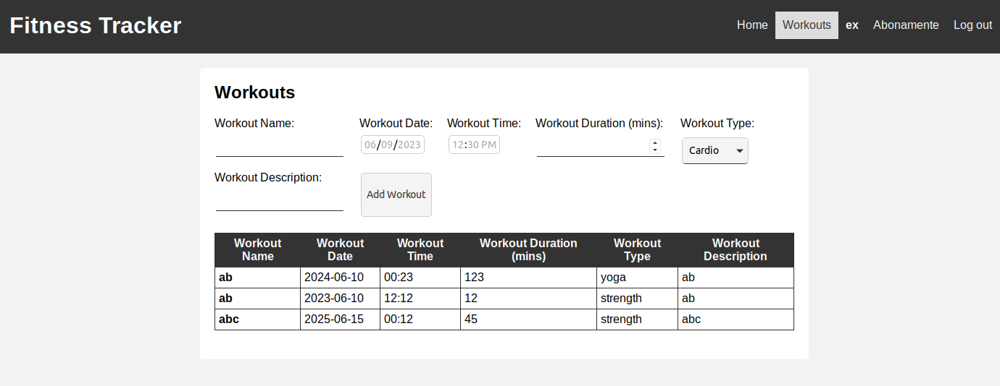 Fitness Tracker
Home Workouts ex Abonamente Log out
Workouts
Workout Name: Workout Date: Workout Time: Workout Duration (mins): Workout Type:
06/09/2023 12:30 PM Cardio
Workout Description:
Add Workout
Workout Name Workout Date Workout Time Workout Duration (mins) Workout Type Workout Description
ab 2024-06-10 00:23 123 yoga ab
ab 2023-06-10 12:12 12 strength ab
abc 2025-06-15 00:12 45 strength abc